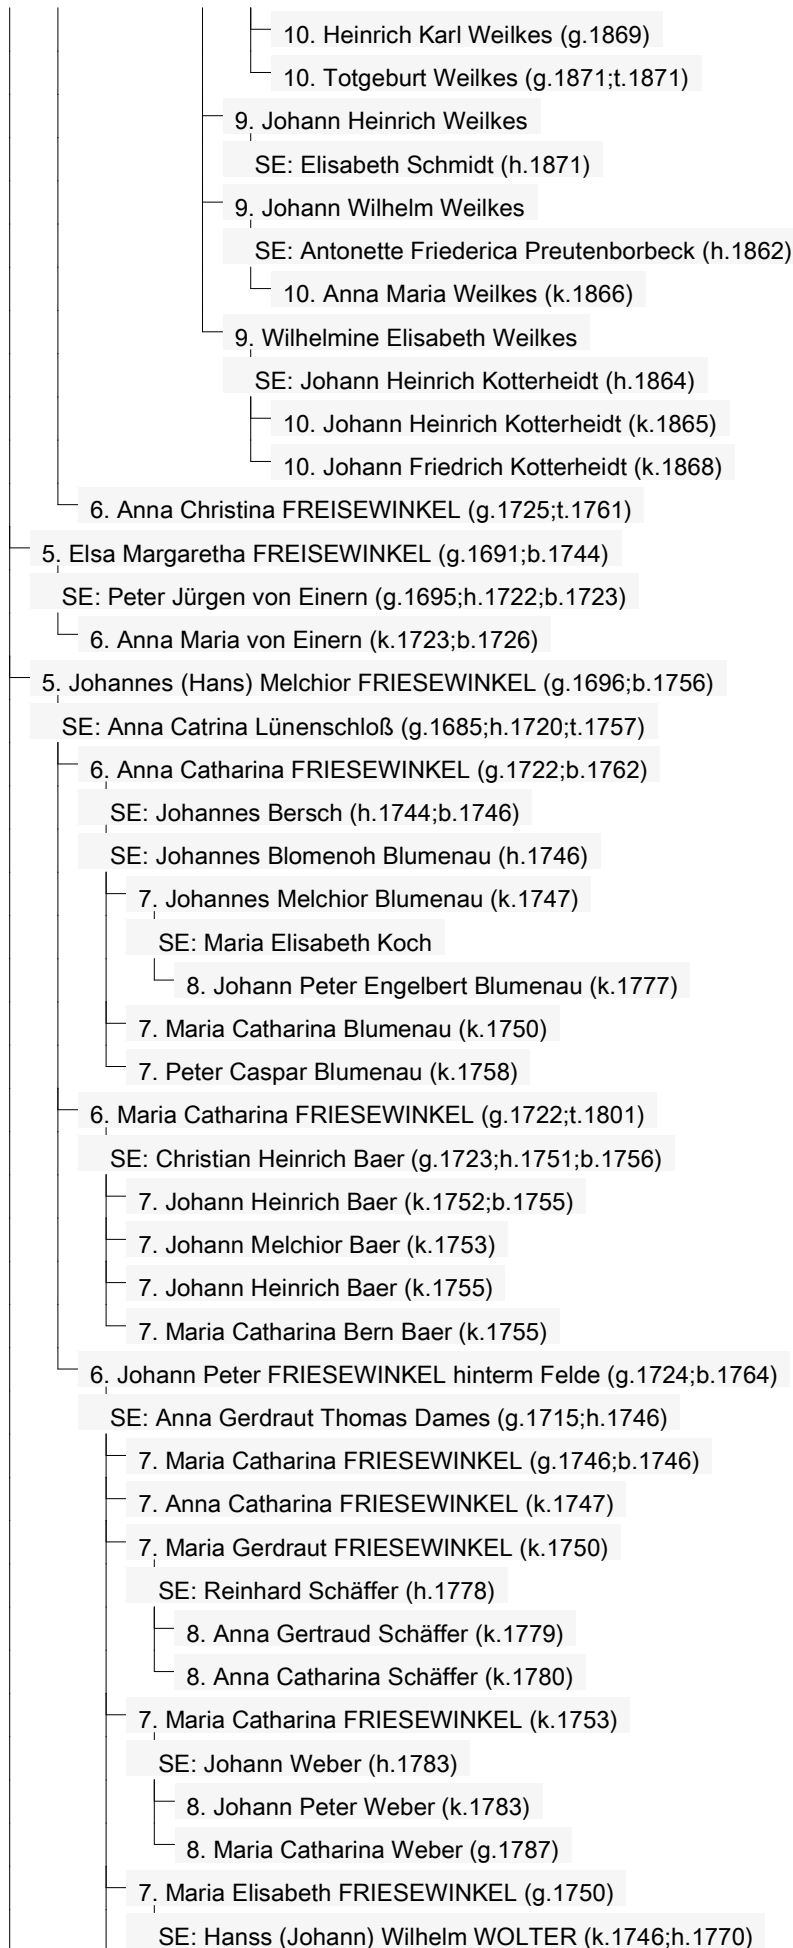 10. Heinrich Karl Weilkes (g.1869)
10. Totgeburt Weilkes (g.1871;t.1871)
9. Johann Heinrich Weilkes
SE: Elisabeth Schmidt (h.1871)
9. Johann Wilhelm Weilkes
SE: Antonette Friederica Preutenborbeck (h.1862)
10. Anna Maria Weilkes (k.1866)
9. Wilhelmine Elisabeth Weilkes
SE: Johann Heinrich Kotterheidt (h.1864)
10. Johann Heinrich Kotterheidt (k.1865)
10. Johann Friedrich Kotterheidt (k.1868)
6. Anna Christina FREISEWINKEL (g.1725;t.1761)
5. Elsa Margaretha FREISEWINKEL (g.1691;b.1744)
SE: Peter Jürgen von Einern (g.1695;h.1722;b.1723)
6. Anna Maria von Einern (k.1723;b.1726)
5. Johannes (Hans) Melchior FRIESEWINKEL (g.1696;b.1756)
SE: Anna Catrina Lünenschloß (g.1685;h.1720;t.1757)
6. Anna Catharina FRIESEWINKEL (g.1722;b.1762)
SE: Johannes Bersch (h.1744;b.1746)
SE: Johannes Blomenoh Blumenau (h.1746)
7. Johannes Melchior Blumenau (k.1747)
SE: Maria Elisabeth Koch
8. Johann Peter Engelbert Blumenau (k.1777)
7. Maria Catharina Blumenau (k.1750)
7. Peter Caspar Blumenau (k.1758)
6. Maria Catharina FRIESEWINKEL (g.1722;t.1801)
SE: Christian Heinrich Baer (g.1723;h.1751;b.1756)
7. Johann Heinrich Baer (k.1752;b.1755)
7. Johann Melchior Baer (k.1753)
7. Johann Heinrich Baer (k.1755)
7. Maria Catharina Bern Baer (k.1755)
6. Johann Peter FRIESEWINKEL hinterm Felde (g.1724;b.1764)
SE: Anna Gerdraut Thomas Dames (g.1715;h.1746)
7. Maria Catharina FRIESEWINKEL (g.1746;b.1746)
7. Anna Catharina FRIESEWINKEL (k.1747)
7. Maria Gerdraut FRIESEWINKEL (k.1750)
SE: Reinhard Schäffer (h.1778)
8. Anna Gertraud Schäffer (k.1779)
8. Anna Catharina Schäffer (k.1780)
7. Maria Catharina FRIESEWINKEL (k.1753)
SE: Johann Weber (h.1783)
8. Johann Peter Weber (k.1783)
8. Maria Catharina Weber (g.1787)
7. Maria Elisabeth FRIESEWINKEL (g.1750)
SE: Hanss (Johann) Wilhelm WOLTER (k.1746;h.1770)